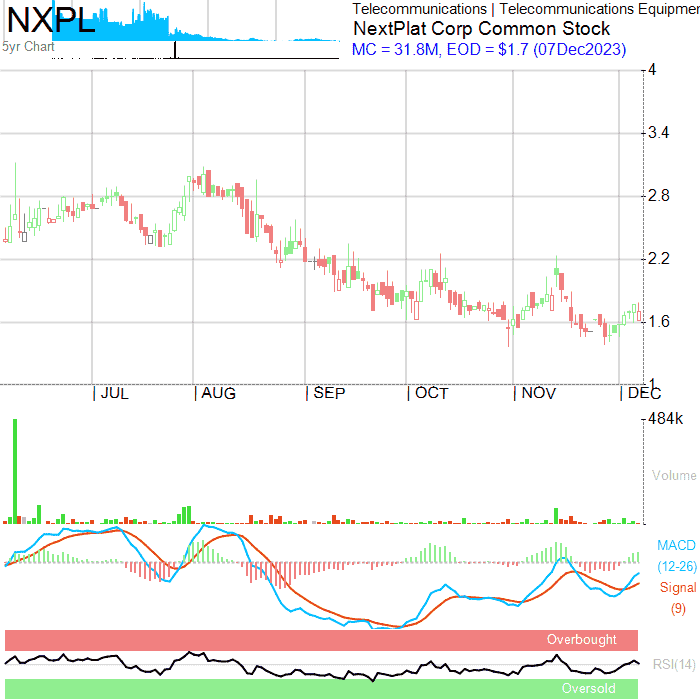 NXPL
5yr Chart
Telecommunications | Telecommunications Equipmen
NextPlat Corp Common Stock
MC = 31.8M, EOD = $1.7 (07Dec2023)
4
3.4
2.8
2.2
1.6
1
| JUL | AUG | SEP | OCT | NOV | DEC
484k
Volume
MACD
(12-26)
Signal
(9)
Overbought
RSI(14)
Oversold